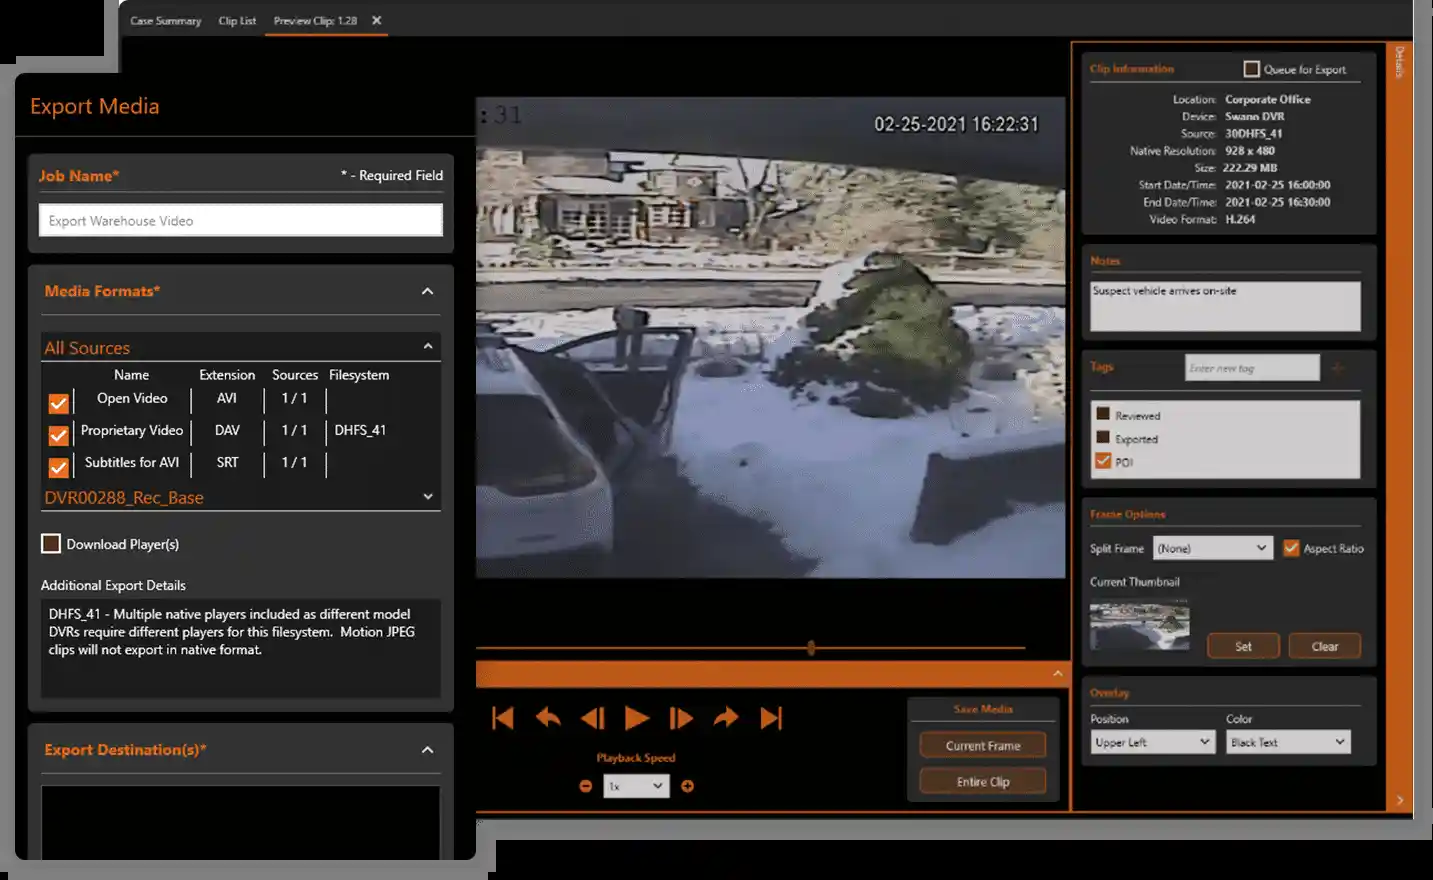 Case Summary
Clip List
Preview Clip: 1.28
Export Media
Job Name*
* - Required Field
Export Warehouse Video
Media Formats*
All Sources
Name Extension Sources Filesystem
Open Video AVI 1 / 1
Proprietary Video DAV 1 / 1 DHFS_41
Subtitles for AVI SRT 1 / 1
DVR00288_Rec_Base
Download Player(s)
Additional Export Details
DHFS_41 - Multiple native players included as different model
DVRs require different players for this filesystem. Motion JPEG
clips will not export in native format.
Export Destination(s)*
:31
02-25-2021 16:22:31
Playback Speed
1x
Save Media
Current Frame
Entire Clip
Details
Clip Information
Queue for Export
Location: Corporate Office
Device: Swann DVR
Source: 30DHFS_41
Native Resolution: 928 x 480
Size: 222.29 MB
Start Date/Time: 2021-02-25 16:00:00
End Date/Time: 2021-02-25 16:30:00
Video Format: H.264
Notes
Suspect vehicle arrives on-site
Tags
Enter new tag
Reviewed
Exported
POI
Frame Options
Split Frame (None) Aspect Ratio
Current Thumbnail
Set
Clear
Overlay
Position Color
Upper Left Black Text